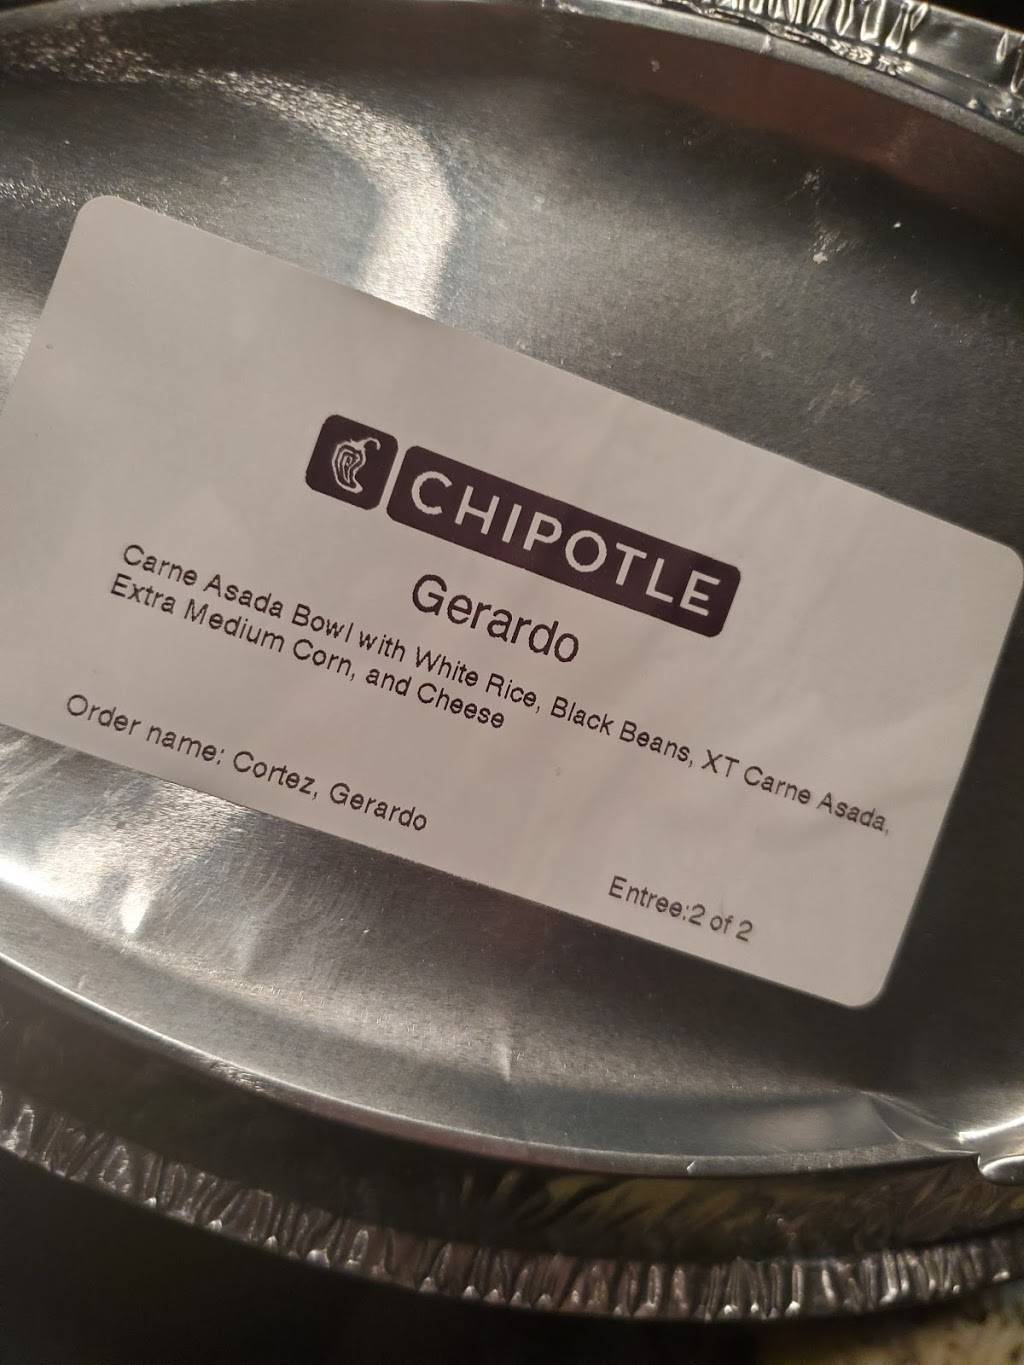 CHIPOTLE
Gerardo
Carne Asada Bowl with White Rice, Black Beans, XT Carne Asada,
Extra Medium Corn, and Cheese
Order name: Cortez, Gerardo
Entree:2 of 2